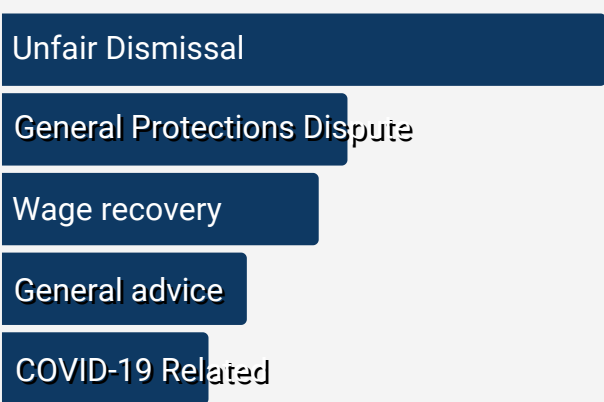 Unfair Dismissal
General Protections Dispute
Wage recovery
General advice
COVID-19 Related